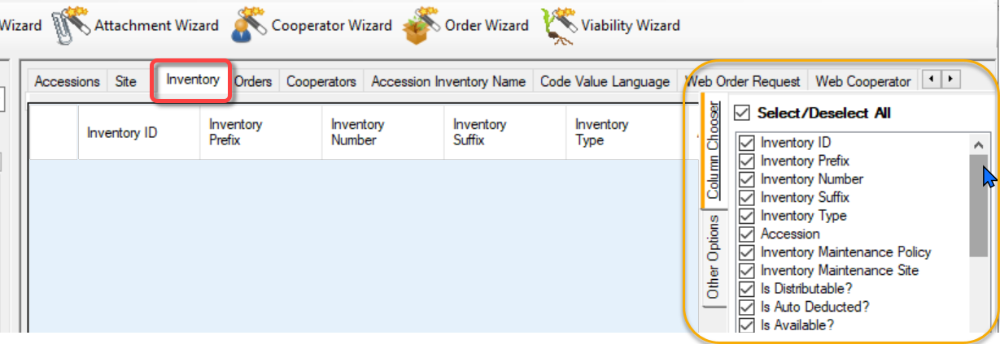 Wizard Attachment Wizard Cooperator Wizard Order Wizard Viability Wizard
Accessions Site Inventory Orders Cooperators Accession Inventory Name Code Value Language Web Order Request Web Cooperator
Inventory ID
Inventory
Prefix
Inventory
Number
Inventory
Suffix
Inventory
Type
Column Chooser
Other Options
Select/Deselect All
Inventory ID
Inventory Prefix
Inventory Number
Inventory Suffix
Inventory Type
Accession
Inventory Maintenance Policy
Inventory Maintenance Site
Is Distributable?
Is Auto Deducted?
Is Available?